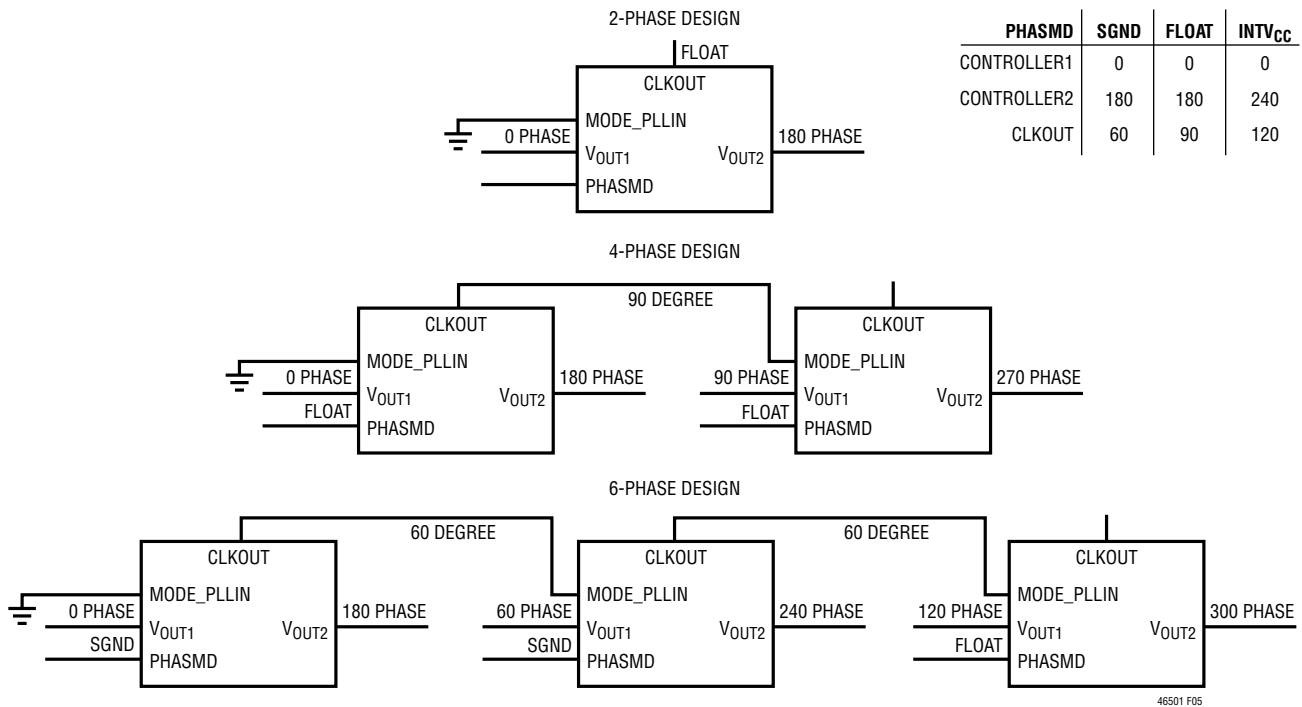 2-PHASE DESIGN
FLOAT
CLKOUT
MODE_PLLIN
0 PHASE
180 PHASE
VOUT1
VOUT2
PHASMD
PHASMD SGND FLOAT INTVCC
CONTROLLER1 0 0 0
CONTROLLER2 180 180 240
CLKOUT 60 90 120
4-PHASE DESIGN
90 DEGREE
CLKOUT
MODE_PLLIN
0 PHASE
180 PHASE
VOUT1
VOUT2
FLOAT
PHASMD
CLKOUT
MODE_PLLIN
90 PHASE
270 PHASE
VOUT1
VOUT2
FLOAT
PHASMD
6-PHASE DESIGN
60 DEGREE
60 DEGREE
CLKOUT
MODE_PLLIN
0 PHASE
180 PHASE
VOUT1
VOUT2
SGND
PHASMD
CLKOUT
MODE_PLLIN
60 PHASE
240 PHASE
VOUT1
VOUT2
SGND
PHASMD
CLKOUT
MODE_PLLIN
120 PHASE
300 PHASE
VOUT1
VOUT2
FLOAT
PHASMD
46501 F05